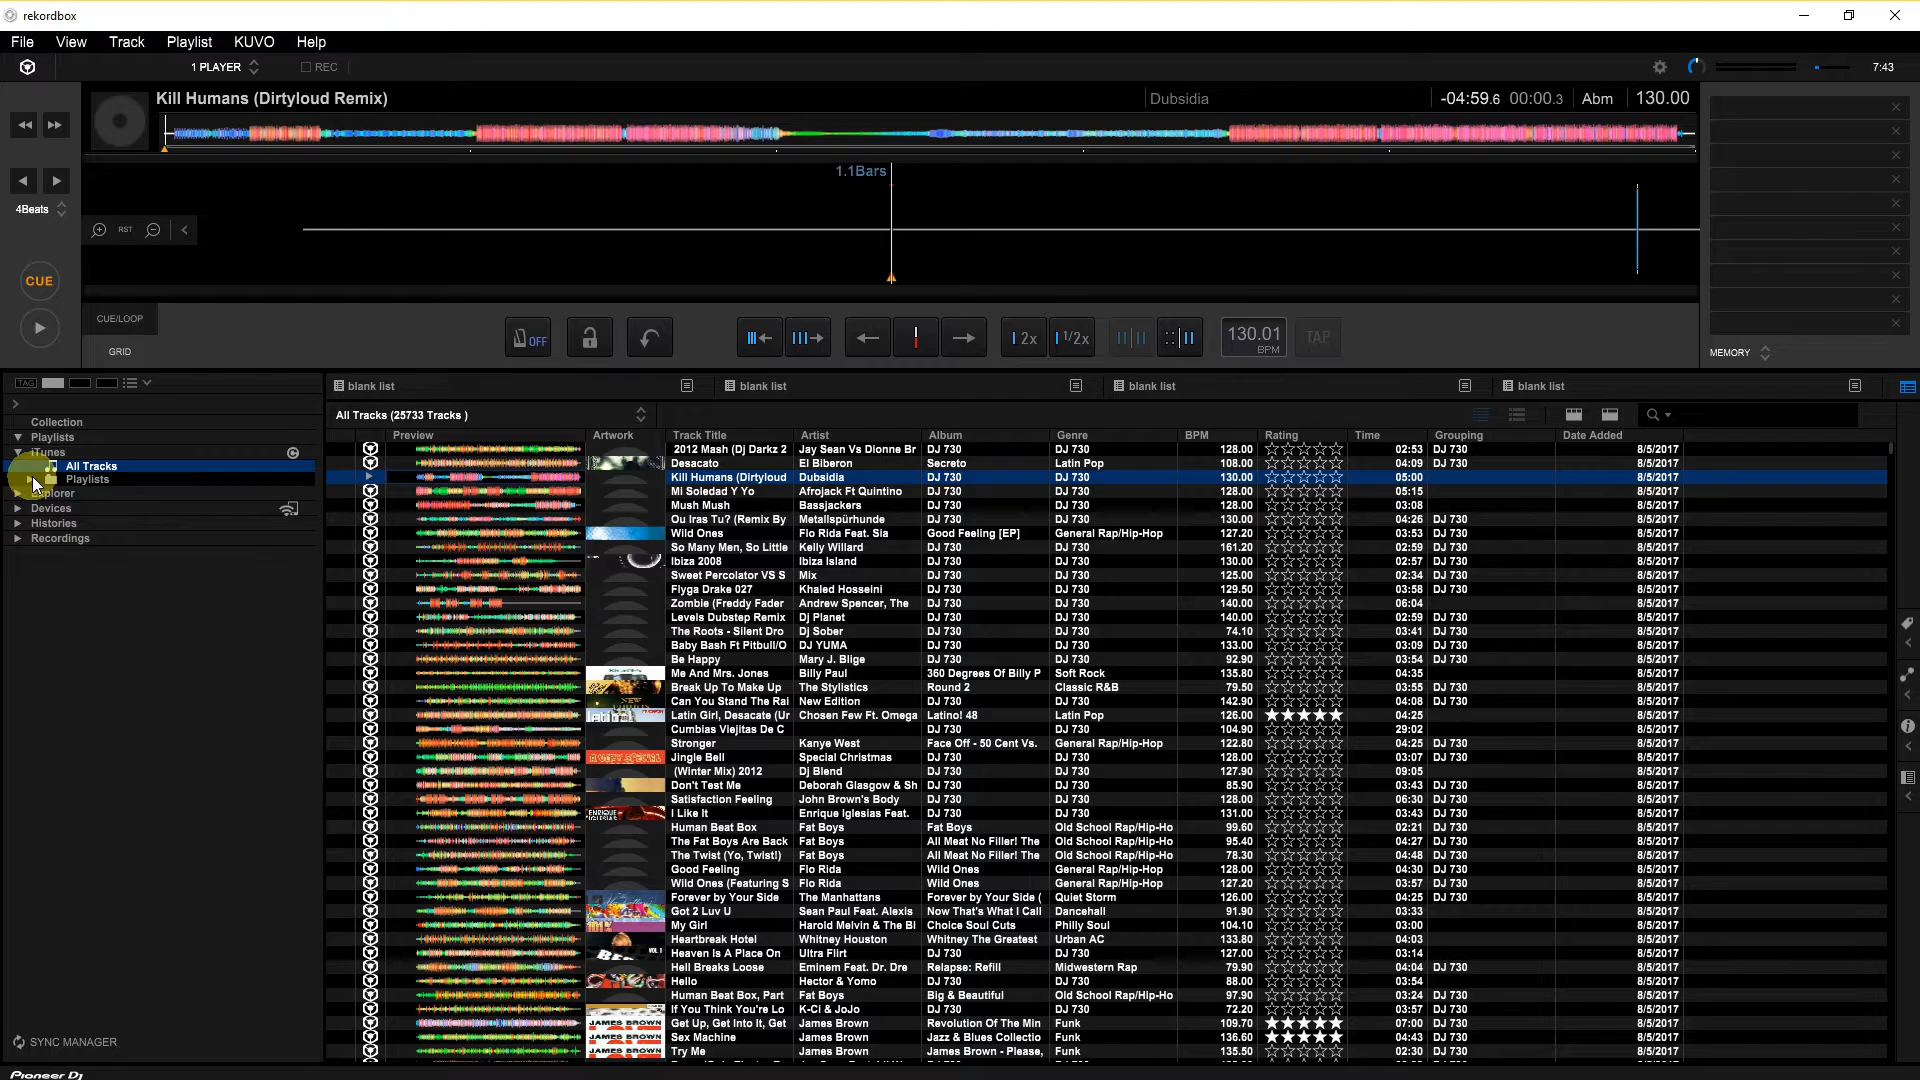 rekordbox
File View Track Playlist KUVO Help
1 PLAYER REC 7:43
Kill Humans (Dirtyloud Remix) Dubsidia -04:59.6 00:00.3 Abm 130.00
1.1Bars
4Beats
RST
CUE
CUE/LOOP
GRID
OFF 2x 1/2x 130.01 BPM TAP
MEMORY
TAG
blank list blank list blank list blank list
Collection
Playlists
iTunes
All Tracks
Playlists
Explorer
Devices
Histories
Recordings
SYNC MANAGER
Pioneer Dj
All Tracks (25733 Tracks )
Preview Artwork Track Title Artist Album Genre BPM Rating Time Grouping Date Added
2012 Mash (Dj Darkz 2 Jay Sean Vs Dionne Br DJ 730 DJ 730 128.00 02:53 DJ 730 8/5/2017
Desacato El Biberon Secreto Latin Pop 108.00 04:09 DJ 730 8/5/2017
Kill Humans (Dirtyloud Dubsidia DJ 730 DJ 730 130.00 05:00 8/5/2017
Mi Soledad Y Yo Afrojack Ft Quintino DJ 730 DJ 730 128.00 05:15 8/5/2017
Mush Mush Bassjackers DJ 730 DJ 730 128.00 03:08 8/5/2017
Ou Iras Tu? (Remix By Metallspürhunde DJ 730 DJ 730 130.00 04:26 DJ 730 8/5/2017
Wild Ones Flo Rida Feat. Sia Good Feeling [EP] General Rap/Hip-Hop 127.20 03:53 DJ 730 8/5/2017
So Many Men, So Little Kelly Willard DJ 730 DJ 730 161.20 02:59 DJ 730 8/5/2017
Ibiza 2008 Ibiza Island DJ 730 DJ 730 130.00 02:57 DJ 730 8/5/2017
Sweet Percolator VS S Mix DJ 730 DJ 730 125.00 02:34 DJ 730 8/5/2017
Flyga Drake 027 Khaled Hosseini DJ 730 DJ 730 129.50 03:58 DJ 730 8/5/2017
Zombie (Freddy Fader Andrew Spencer, The DJ 730 DJ 730 140.00 06:04 8/5/2017
Levels Dubstep Remix Dj Planet DJ 730 DJ 730 140.00 02:59 DJ 730 8/5/2017
The Roots - Silent Dro Dj Sober DJ 730 DJ 730 74.10 03:41 DJ 730 8/5/2017
Baby Bash Ft Pitbull/O DJ YUMA DJ 730 DJ 730 133.00 03:09 DJ 730 8/5/2017
Be Happy Mary J. Blige DJ 730 DJ 730 92.90 03:54 DJ 730 8/5/2017
Me And Mrs. Jones Billy Paul 360 Degrees Of Billy P Soft Rock 135.80 04:35 8/5/2017
Break Up To Make Up The Stylistics Round 2 Classic R&B 79.50 03:55 DJ 730 8/5/2017
Can You Stand The Rai New Edition DJ 730 DJ 730 142.90 04:08 DJ 730 8/5/2017
Latin Girl, Desacate (Ur Chosen Few Ft. Omega Latino! 48 Latin Pop 126.00 04:25 8/5/2017
Cumbias Viejitas De C DJ 730 DJ 730 104.90 29:02 8/5/2017
Stronger Kanye West Face Off - 50 Cent Vs. General Rap/Hip-Hop 122.80 04:25 DJ 730 8/5/2017
Jingle Bell Special Christmas DJ 730 DJ 730 128.00 03:07 DJ 730 8/5/2017
(Winter Mix) 2012 Dj Blend DJ 730 DJ 730 127.90 09:05 8/5/2017
Don't Test Me Deborah Glasgow & Sh DJ 730 DJ 730 85.90 03:43 DJ 730 8/5/2017
Satisfaction Feeling John Brown's Body DJ 730 DJ 730 128.00 06:30 DJ 730 8/5/2017
I Like It Enrique Iglesias Feat. DJ 730 DJ 730 131.00 03:43 DJ 730 8/5/2017
Human Beat Box Fat Boys Fat Boys Old School Rap/Hip-Ho 99.60 02:21 DJ 730 8/5/2017
The Fat Boys Are Back Fat Boys All Meat No Filler! The Old School Rap/Hip-Ho 95.40 04:27 DJ 730 8/5/2017
The Twist (Yo, Twist!) Fat Boys All Meat No Filler! The Old School Rap/Hip-Ho 78.30 04:48 DJ 730 8/5/2017
Good Feeling Flo Rida Wild Ones General Rap/Hip-Hop 128.00 04:30 DJ 730 8/5/2017
Wild Ones (Featuring S Flo Rida Wild Ones General Rap/Hip-Hop 127.20 03:57 DJ 730 8/5/2017
Forever by Your Side The Manhattans Forever by Your Side ( Quiet Storm 126.00 04:25 DJ 730 8/5/2017
Got 2 Luv U Sean Paul Feat. Alexis Now That's What I Call Dancehall 91.90 03:33 8/5/2017
My Girl Harold Melvin & The Bl Choice Soul Cuts Philly Soul 104.10 03:00 8/5/2017
Heartbreak Hotel Whitney Houston Whitney The Greatest Urban AC 133.80 04:03 8/5/2017
Heaven Is A Place On Ultra Flirt DJ 730 DJ 730 127.00 03:14 8/5/2017
Hell Breaks Loose Eminem Feat. Dr. Dre Relapse: Refill Midwestern Rap 79.90 04:04 DJ 730 8/5/2017
Hello Hector & Yomo DJ 730 DJ 730 88.00 03:54 8/5/2017
Human Beat Box, Part Fat Boys Big & Beautiful Old School Rap/Hip-Ho 97.90 03:24 DJ 730 8/5/2017
If You Think You're Lo K-Ci & JoJo DJ 730 DJ 730 72.20 03:57 DJ 730 8/5/2017
JAMES BROWN Get Up, Get Into It, Get James Brown Revolution Of The Min Funk 109.70 07:00 DJ 730 8/5/2017
JAMES BROWN Sex Machine James Brown Jazz & Blues Collectio Funk 136.60 04:43 DJ 730 8/5/2017
JAMES BROWN Try Me James Brown James Brown - Please, Funk 135.50 02:30 DJ 730 8/5/2017